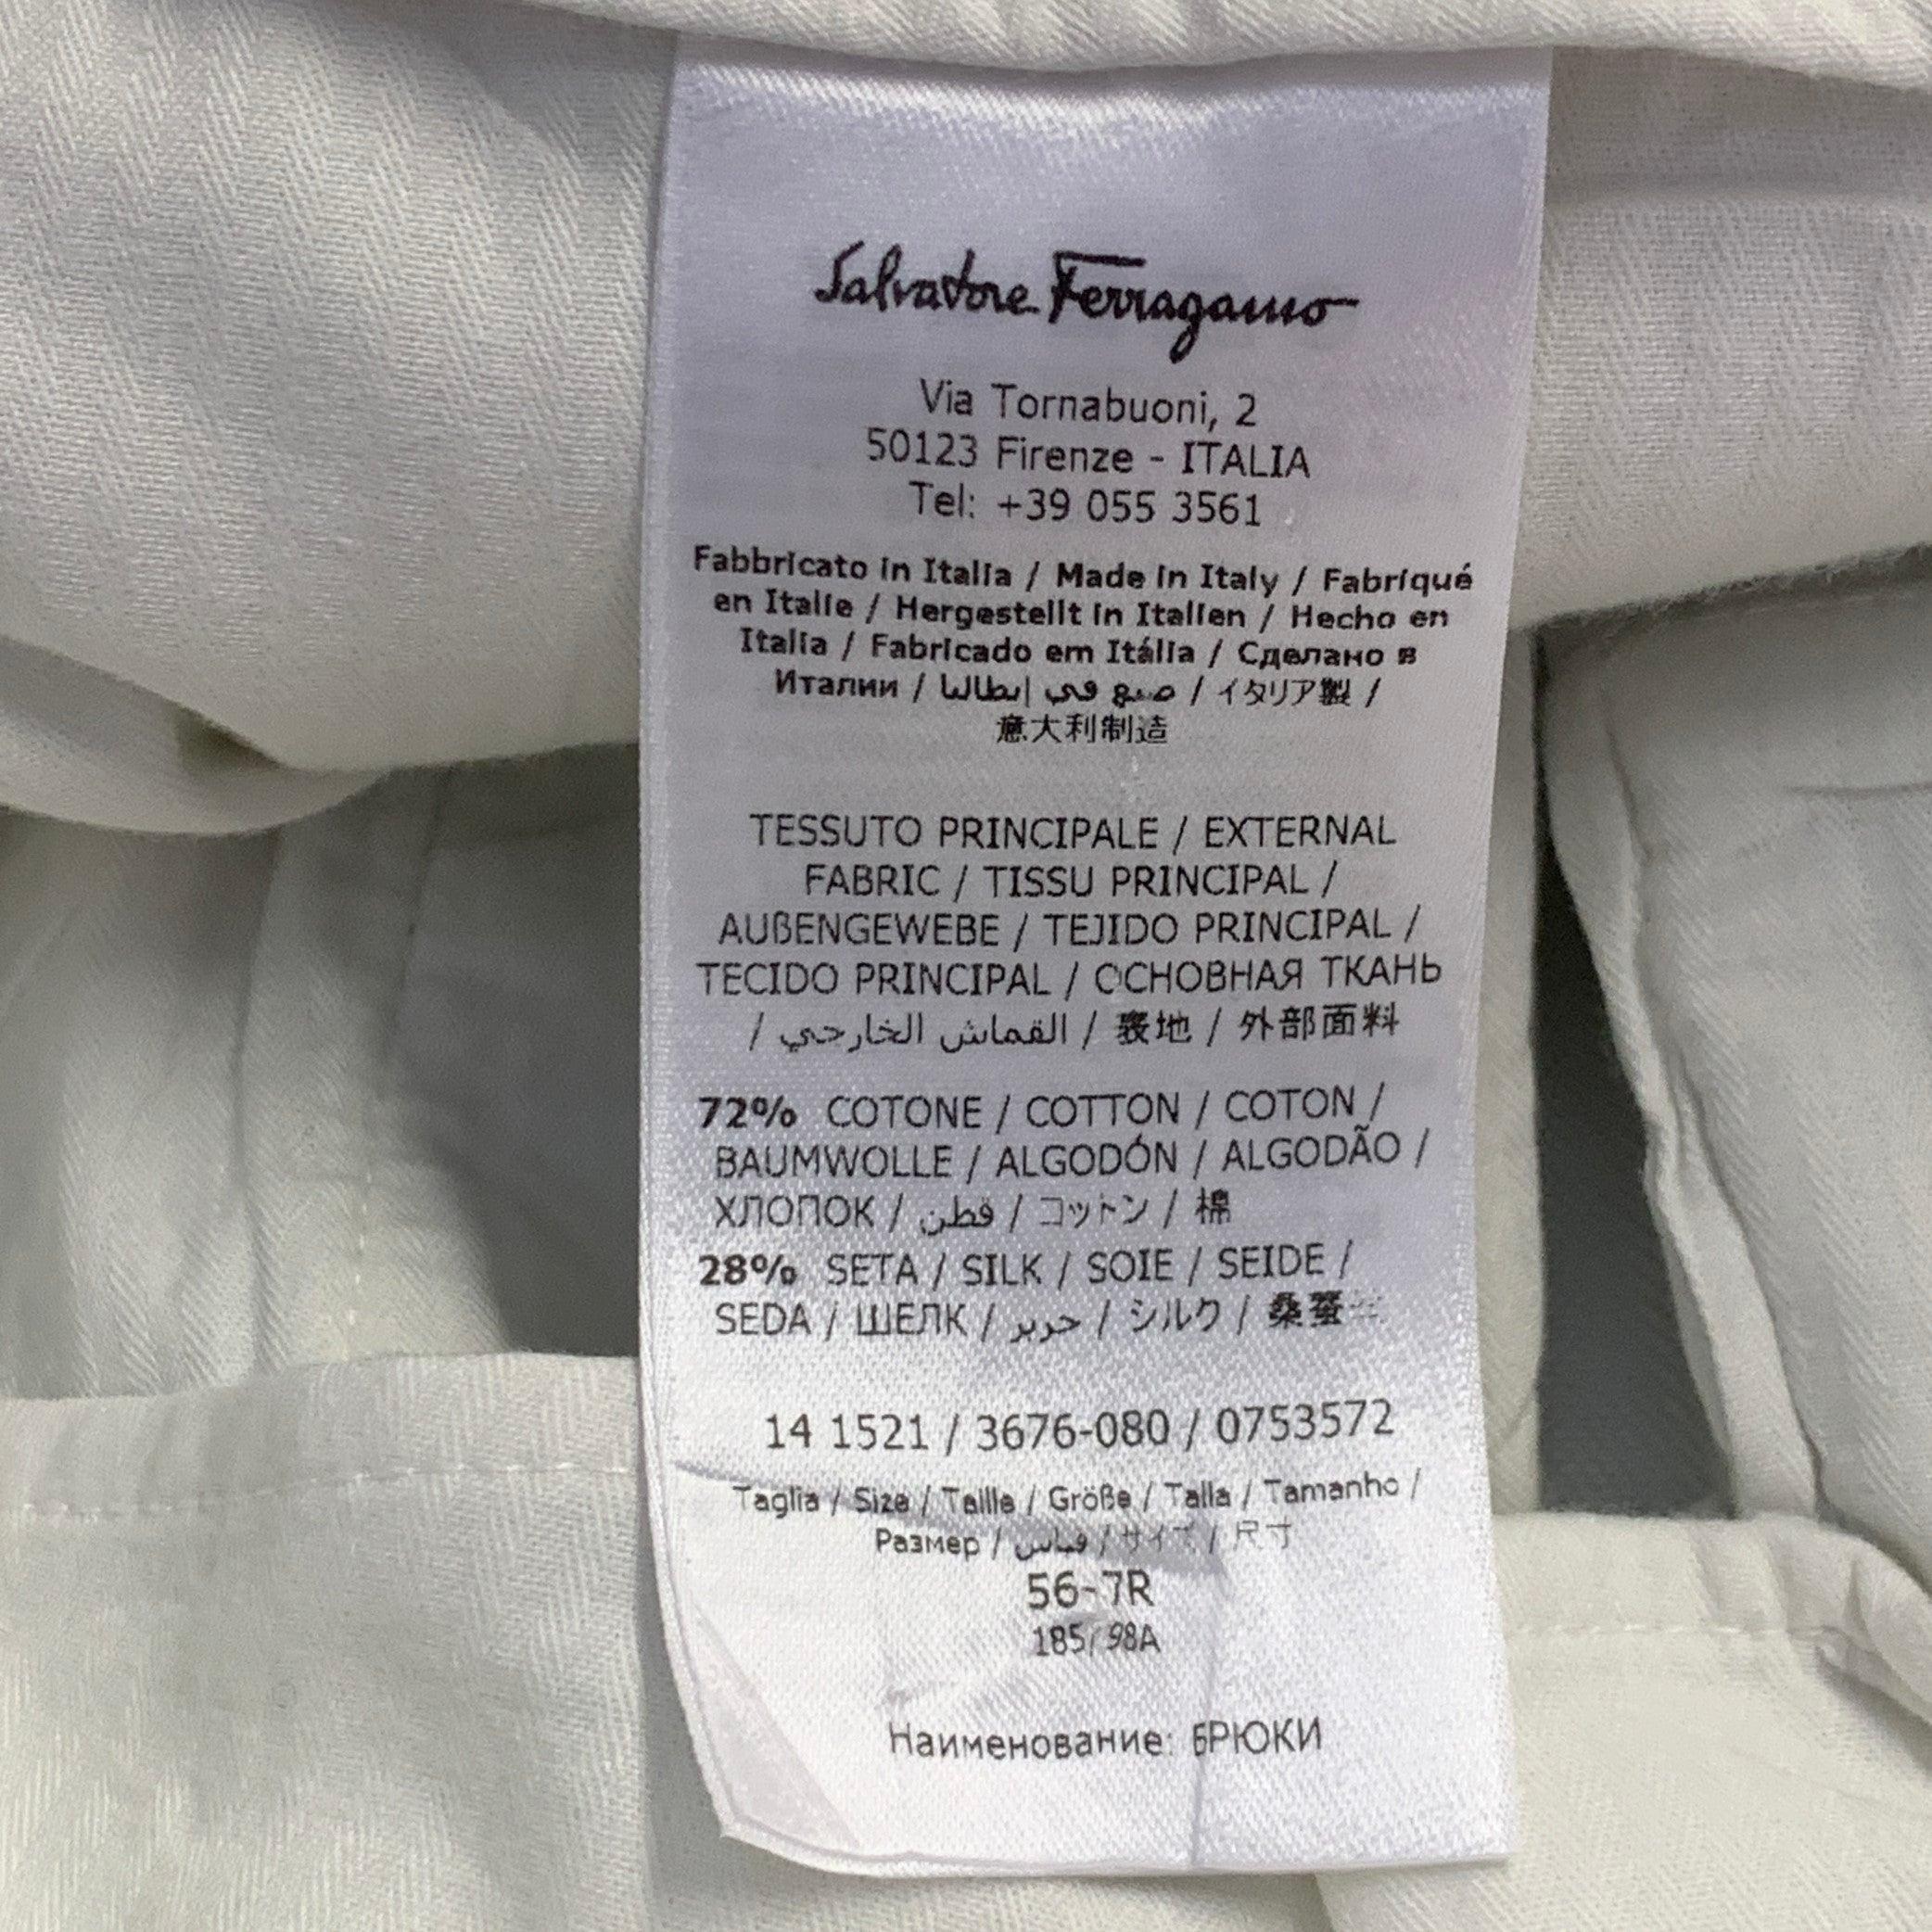 Salvatore Ferragamo
Via Tornabuoni, 2
50123 Firenze - ITALIA
Tel: +39 055 3561
Fabbricato in Italia / Made in Italy / Fabriqué
en Italie / Hergestellt in Italien / Hecho en
Italia / Fabricado em Itália / Сделано в
Италии / صنع في إيطاليا / イタリア製 /
意大利制造
TESSUTO PRINCIPALE / EXTERNAL
FABRIC / TISSU PRINCIPAL /
AUßENGEWEBE / TEJIDO PRINCIPAL /
TECIDO PRINCIPAL / ОСНОВНАЯ ТКАНЬ
/ القماش الخارجي / 表地 / 外部面料
72% COTONE / COTTON / COTON /
BAUMWOLLE / ALGODÓN / ALGODÃO /
ХЛОПОК / قطن / コットン / 棉
28% SETA / SILK / SOIE / SEIDE /
SEDA / ШЕЛК / حرير / シルク / 桑蚕
14 1521 / 3676-080 / 0753572
Taglia / Size / Taille / Größe / Talla / Tamanho /
Размер / قياس / サイズ / 尺寸
56-7R
185/98A
Наименование: БРЮКИ